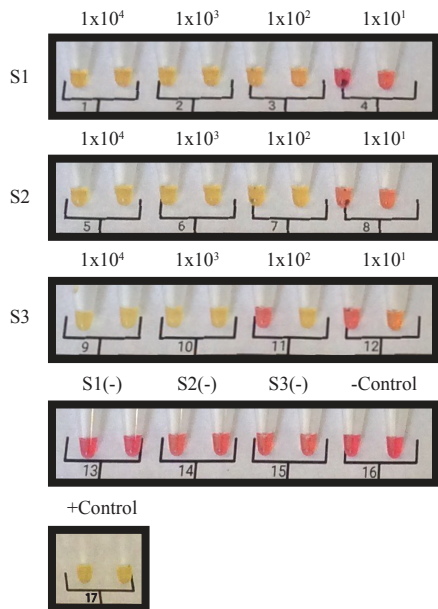 1x10⁴ 1x10³ 1x10² 1x10¹
S1
1 2 3 4
1x10⁴ 1x10³ 1x10² 1x10¹
S2
5 6 7 8
1x10⁴ 1x10³ 1x10² 1x10¹
S3
9 10 11 12
S1(-) S2(-) S3(-) -Control
13 14 15 16
+Control
17